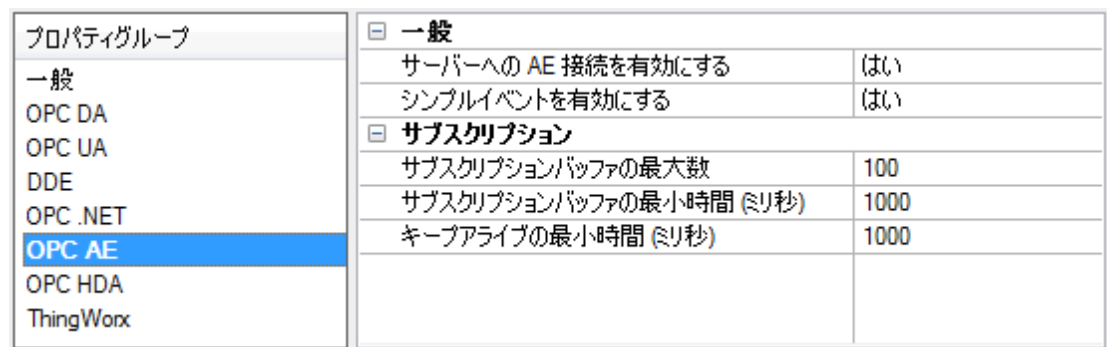 プロパティグループ
一般
OPC DA
OPC UA
DDE
OPC .NET
OPC AE
OPC HDA
ThingWorx
一般
サーバーへの AE 接続を有効にする はい
シンプルイベントを有効にする はい
サブスクリプション
サブスクリプションバッファの最大数 100
サブスクリプションバッファの最小時間 (ミリ秒) 1000
キープアライブの最小時間 (ミリ秒) 1000